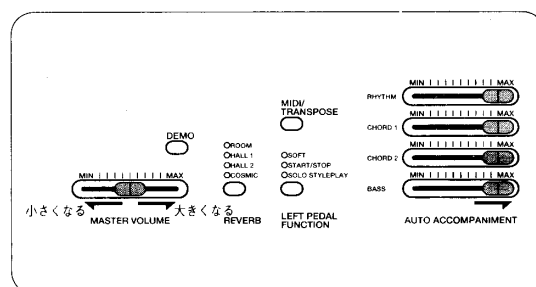 MIN MAX
RHYTHM
MIDI/
TRANSPOSE
MIN MAX
CHORD 1
DEMO
ROOM
HALL 1
HALL 2
COSMIC
SOFT
START/STOP
SOLO STYLEPLAY
MIN MAX
CHORD 2
MIN MAX
MIN MAX
BASS
小さくなる
大きくなる
MASTER VOLUME
REVERB
LEFT PEDAL
FUNCTION
AUTO ACCOMPANIMENT